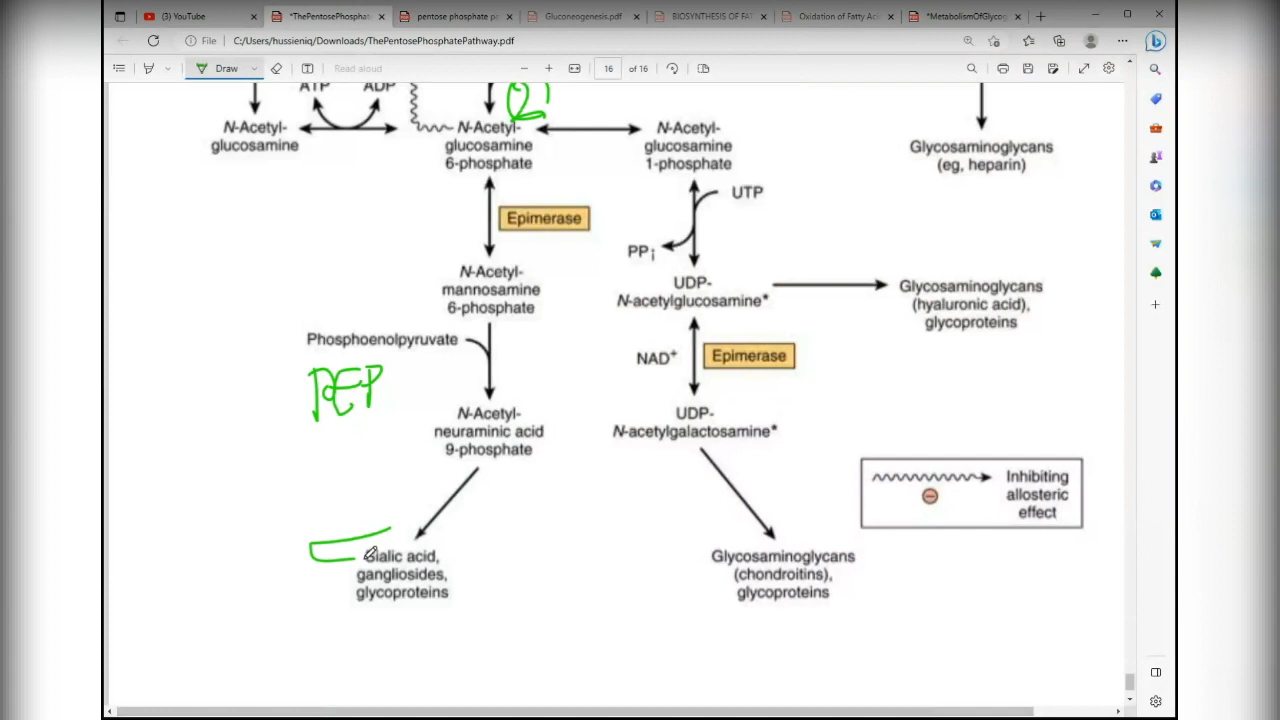 (3) YouTube
*ThePentosePhosphat
pentose phosphate pa
Gluconeogenesis.pdf
BIOSYNTHESIS OF FAT
Oxidation of Fatty Aci
*MetabolismOfGlycog
File
C:/Users/hussieniq/Downloads/ThePentosePhosphatePathway.pdf
Draw
Read aloud
16
of 16
ATP
ADP
N-Acetyl-
glucosamine
N-Acetyl-
glucosamine
6-phosphate
N-Acetyl-
glucosamine
1-phosphate
Glycosaminoglycans
(eg, heparin)
UTP
Epimerase
PPi
N-Acetyl-
mannosamine
6-phosphate
UDP-
N-acetylglucosamine*
Glycosaminoglycans
(hyaluronic acid),
glycoproteins
Phosphoenolpyruvate
NAD+
Epimerase
PEP
N-Acetyl-
neuraminic acid
9-phosphate
UDP-
N-acetylgalactosamine*
Inhibiting
allosteric
effect
Sialic acid,
gangliosides,
glycoproteins
Glycosaminoglycans
(chondroitins),
glycoproteins